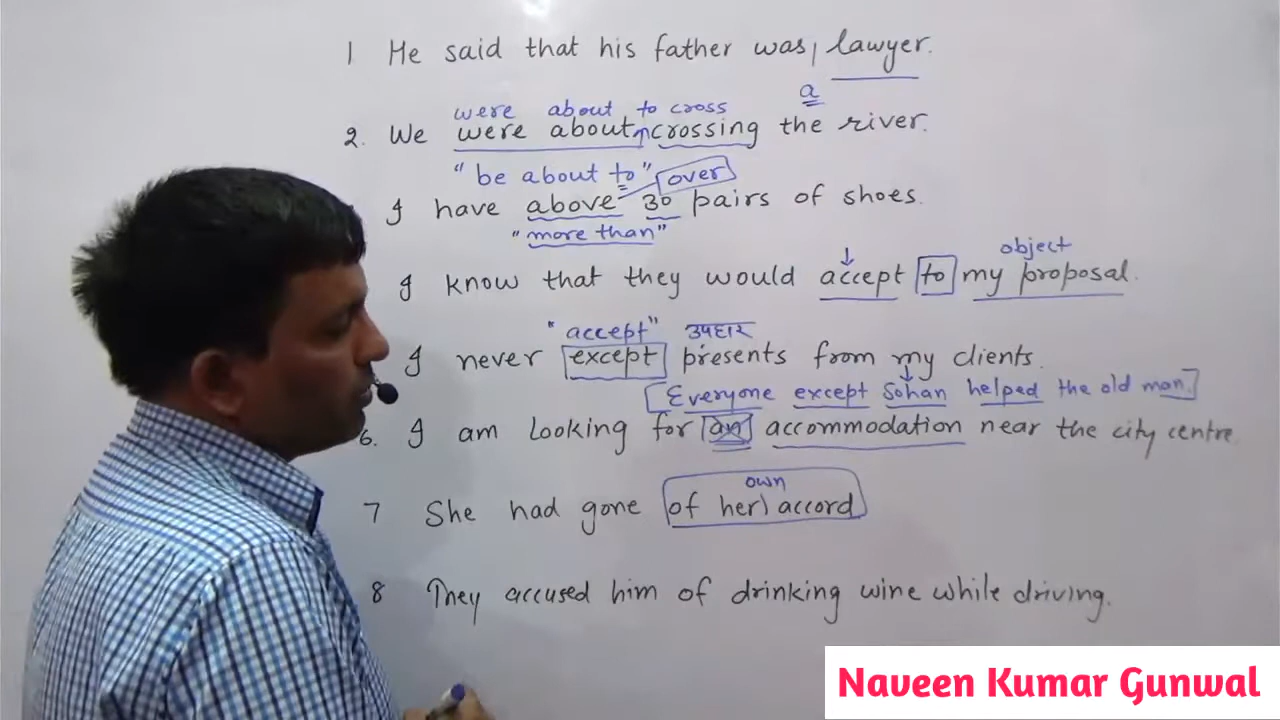 1 He said that his father was, lawyer.
a
were about to cross
2. We were about crossing the river.
"be about to" over
I have above 30 pairs of shoes.
"more than"
object
I know that they would accept to my proposal.
"accept" उपहार
I never except presents from my clients.
[Everyone except Sohan helped the old man.]
6. I am looking for an accommodation near the city centre
own
7 She had gone of her) accord
8 They accused him of drinking wine while driving.
Naveen Kumar Gunwal